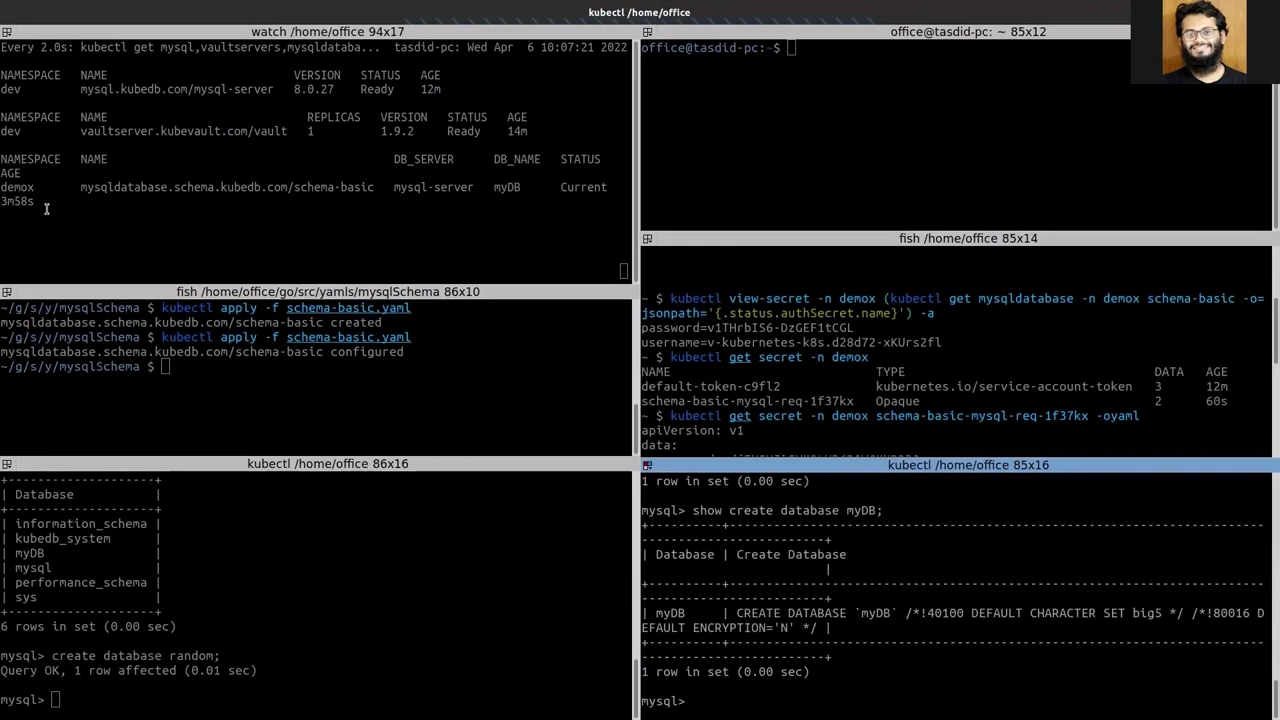 kubectl /home/office
watch /home/office 94x17
Every 2.0s: kubectl get mysql,vaultservers,mysqldataba...  tasdid-pc: Wed Apr  6 10:07:21 2022
NAMESPACE   NAME                            VERSION   STATUS   AGE
dev         mysql.kubedb.com/mysql-server   8.0.27    Ready    12m
NAMESPACE   NAME                              REPLICAS   VERSION   STATUS   AGE
dev         vaultserver.kubevault.com/vault   1          1.9.2     Ready    14m
NAMESPACE   NAME                                          DB_SERVER      DB_NAME   STATUS
AGE
demox       mysqldatabase.schema.kubedb.com/schema-basic   mysql-server   myDB      Current
3m58s
fish /home/office/go/src/yamls/mysqlSchema 86x10
~/g/s/y/mysqlSchema $ kubectl apply -f schema-basic.yaml
mysqldatabase.schema.kubedb.com/schema-basic created
~/g/s/y/mysqlSchema $ kubectl apply -f schema-basic.yaml
mysqldatabase.schema.kubedb.com/schema-basic configured
~/g/s/y/mysqlSchema $
kubectl /home/office 86x16
+--------------------+
| Database           |
+--------------------+
| information_schema |
| kubedb_system      |
| myDB               |
| mysql              |
| performance_schema |
| sys                |
+--------------------+
6 rows in set (0.00 sec)
mysql> create database random;
Query OK, 1 row affected (0.01 sec)
mysql>
office@tasdid-pc: ~ 85x12
office@tasdid-pc:~$
fish /home/office 85x14
~ $ kubectl view-secret -n demox (kubectl get mysqldatabase -n demox schema-basic -o=
jsonpath='{.status.authSecret.name}') -a
password=v1THrbIS6-DzGEF1tCGL
username=v-kubernetes-k8s.d28d72-xKUrs2fl
~ $ kubectl get secret -n demox
NAME                            TYPE                                  DATA   AGE
default-token-c9fl2             kubernetes.io/service-account-token   3      12m
schema-basic-mysql-req-1f37kx   Opaque                                2      60s
~ $ kubectl get secret -n demox schema-basic-mysql-req-1f37kx -oyaml
apiVersion: v1
data:
kubectl /home/office 85x16
1 row in set (0.00 sec)
mysql> show create database myDB;
+----------+--------------------------------------------------------------------------
----------------------+
| Database | Create Database
                      |
+----------+--------------------------------------------------------------------------
----------------------+
| myDB     | CREATE DATABASE `myDB` /*!40100 DEFAULT CHARACTER SET big5 */ /*!80016 D
EFAULT ENCRYPTION='N' */ |
+----------+--------------------------------------------------------------------------
----------------------+
1 row in set (0.00 sec)
mysql>